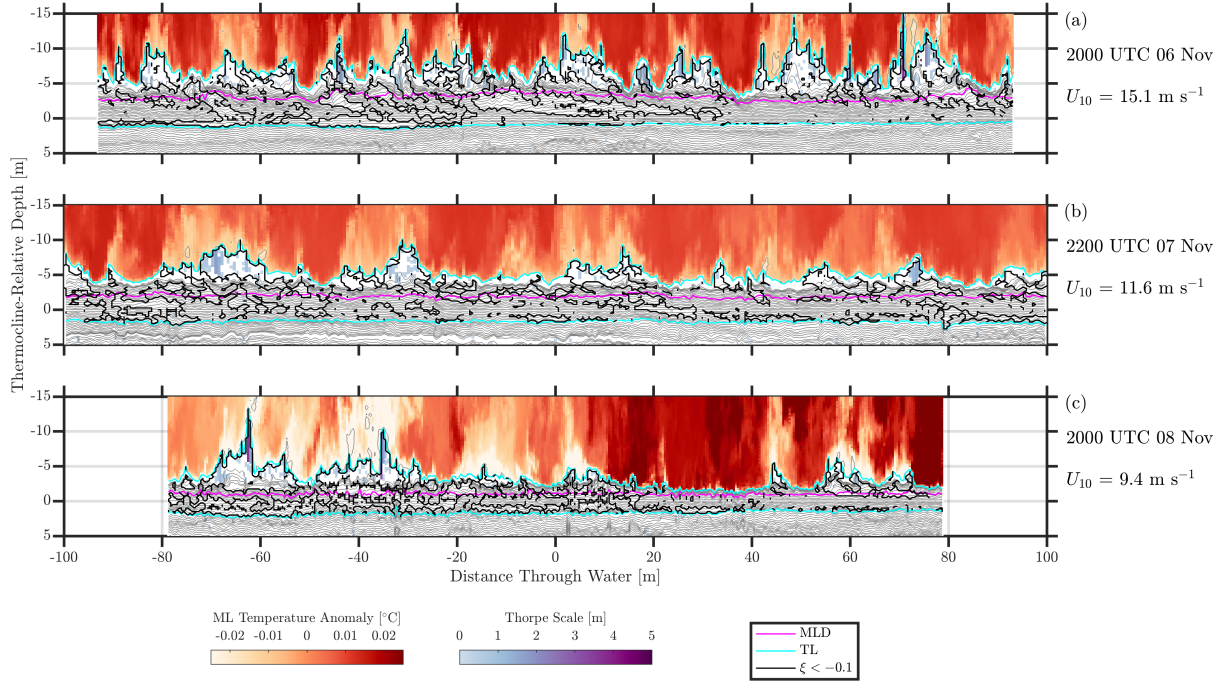 -15
-10
-5
0
5
(a)
2000 UTC 06 Nov
U10 = 15.1 m s−1
Thermocline-Relative Depth [m]
-15
-10
-5
0
5
(b)
2200 UTC 07 Nov
U10 = 11.6 m s−1
-15
-10
-5
0
5
(c)
2000 UTC 08 Nov
U10 = 9.4 m s−1
-100 -80 -60 -40 -20 0 20 40 60 80 100
Distance Through Water [m]
ML Temperature Anomaly [°C]
-0.02 -0.01 0 0.01 0.02
Thorpe Scale [m]
0 1 2 3 4 5
MLD
TL
ξ < −0.1